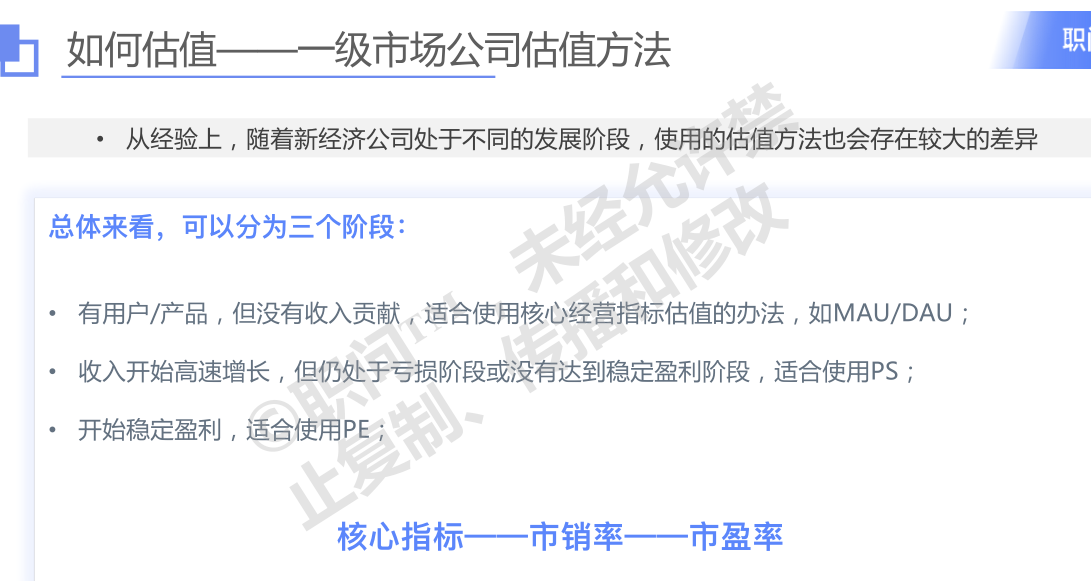 如何估值——一级市场公司估值方法
职
• 从经验上，随着新经济公司处于不同的发展阶段，使用的估值方法也会存在较大的差异
总体来看，可以分为三个阶段：
• 有用户/产品，但没有收入贡献，适合使用核心经营指标估值的办法，如MAU/DAU；
• 收入开始高速增长，但仍处于亏损阶段或没有达到稳定盈利阶段，适合使用PS；
• 开始稳定盈利，适合使用PE；
核心指标——市销率——市盈率
©职问™，未经允许禁
止复制、传播和修改